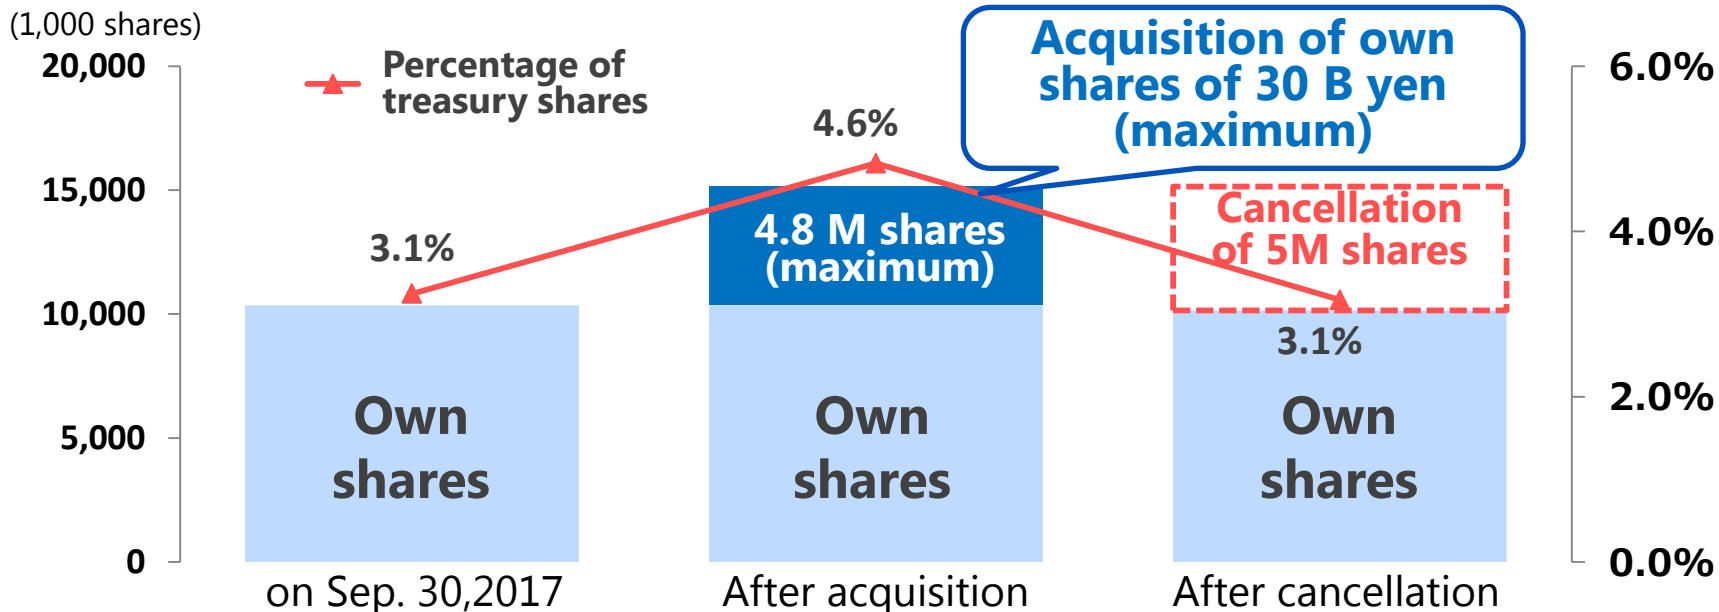 (1,000 shares)
20,000
15,000
10,000
5,000
0
Percentage of
treasury shares
Acquisition of own
shares of 30 B yen
(maximum)
6.0%
4.0%
2.0%
0.0%
3.1%
4.6%
4.8 M shares
(maximum)
Cancellation
of 5M shares
3.1%
Own
shares
Own
shares
Own
shares
on Sep. 30,2017
After acquisition
After cancellation